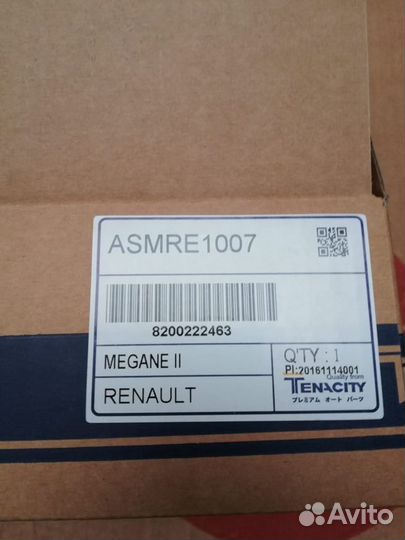 ASMRE1007
8200222463
MEGANE II
Q'TY : 1
PI:20161114001
RENAULT
Quality from
TENACITY
プレミアム オート パーツ
Avito